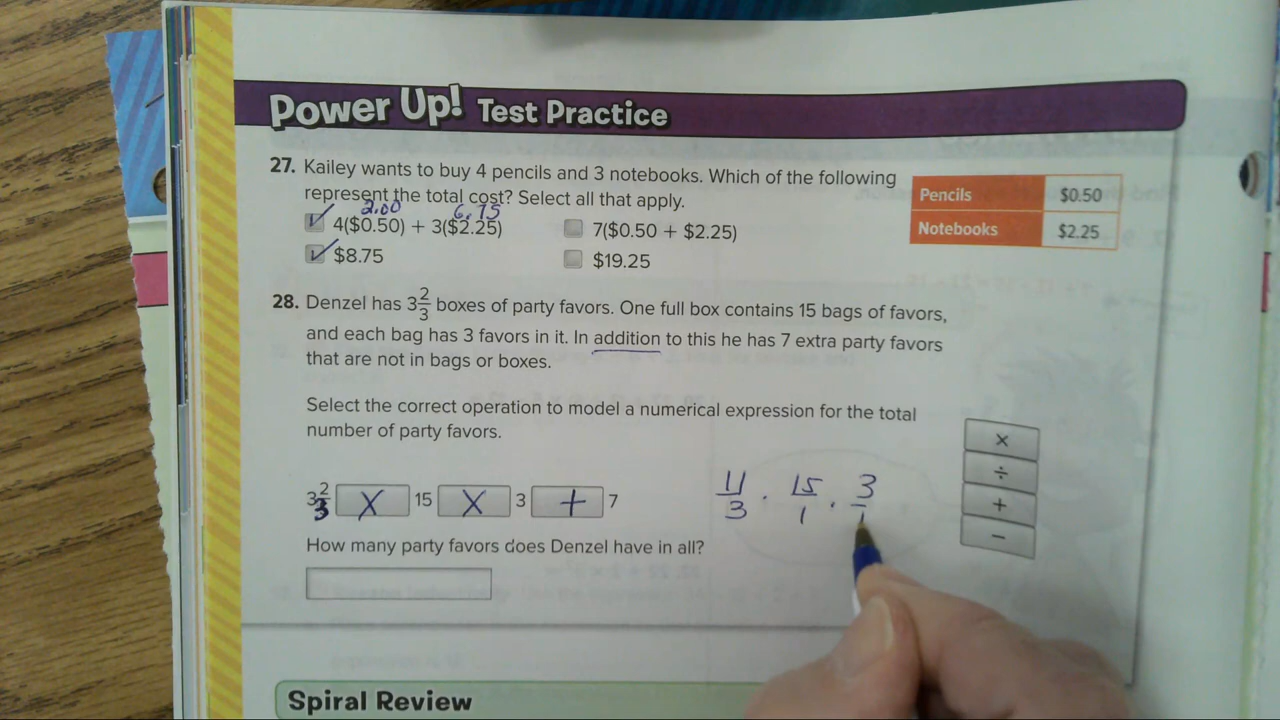 Power Up! Test Practice
27. Kailey wants to buy 4 pencils and 3 notebooks. Which of the following
represent the total cost? Select all that apply.
Pencils $0.50
Notebooks $2.25
2.00 6.75
✓ 4($0.50) + 3($2.25) 7($0.50 + $2.25)
✓ $8.75 $19.25
28. Denzel has 3 2/3 boxes of party favors. One full box contains 15 bags of favors,
and each bag has 3 favors in it. In addition to this he has 7 extra party favors
that are not in bags or boxes.
Select the correct operation to model a numerical expression for the total
number of party favors.
×
÷
+
−
3 2/3 X 15 X 3 + 7
11/3 · 15/1 · 3/1
How many party favors does Denzel have in all?
Spiral Review